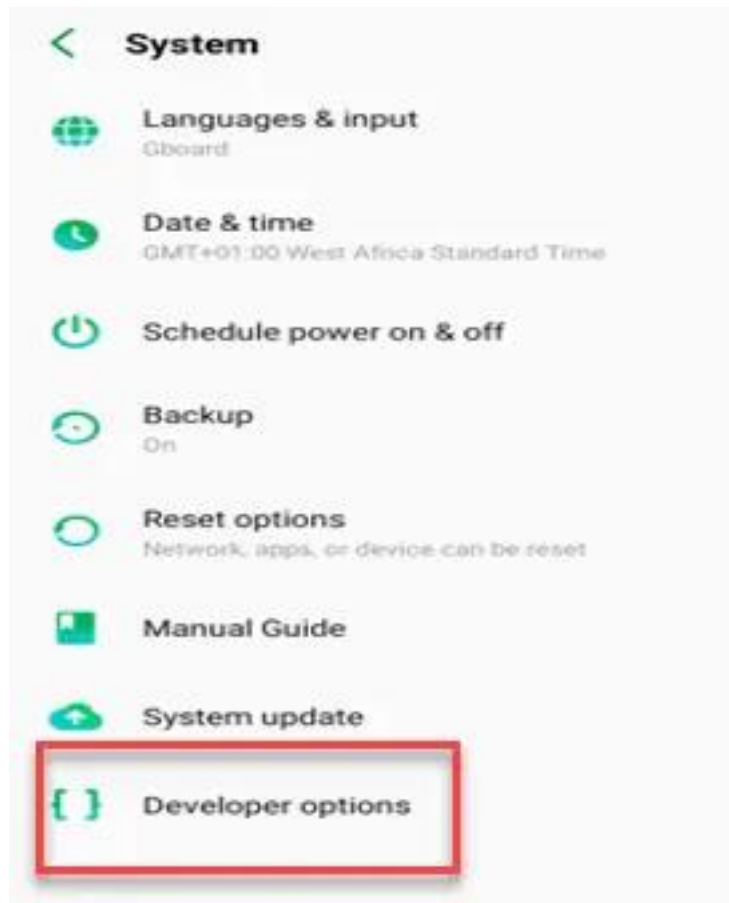 System
Languages & input
Gboard
Date & time
GMT+01:00 West Africa Standard Time
Schedule power on & off
Backup
On
Reset options
Network, apps, or device can be reset
Manual Guide
System update
{ } Developer options